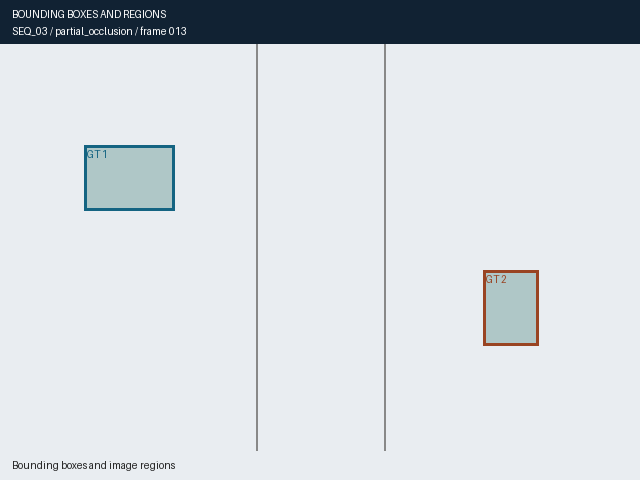 BOUNDING BOXES AND REGIONS
SEQ_03 / partial_occlusion / frame 013
GT1
GT2
Bounding boxes and image regions